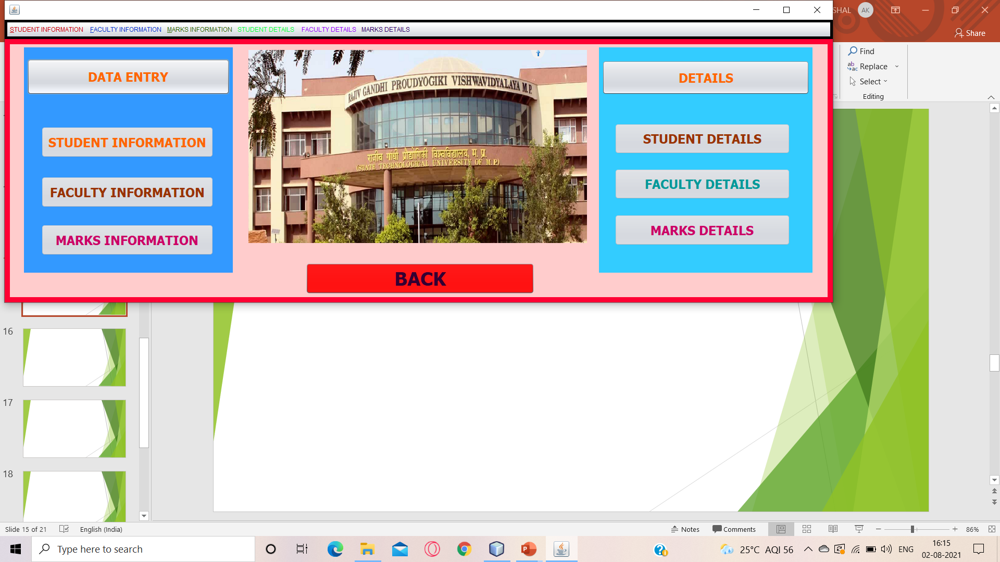 SHAL AK
Share
STUDENT INFORMATION FACULTY INFORMATION MARKS INFORMATION STUDENT DETAILS FACULTY DETAILS MARKS DETAILS
DATA ENTRY
STUDENT INFORMATION
FACULTY INFORMATION
MARKS INFORMATION
RAJIV GANDHI PROUDYOGIKI VISHWAVIDYALAYA M.P.
राजीव गांधी प्रौद्योगिकी विश्वविद्यालय, म. प्र.
(STATE TECHNOLOGICAL UNIVERSITY OF M.P.)
BACK
DETAILS
STUDENT DETAILS
FACULTY DETAILS
MARKS DETAILS
Find
Replace
Select
Editing
16
17
18
Slide 15 of 21 English (India) Notes Comments 86%
Type here to search
25°C AQI 56 ENG
16:15
02-08-2021